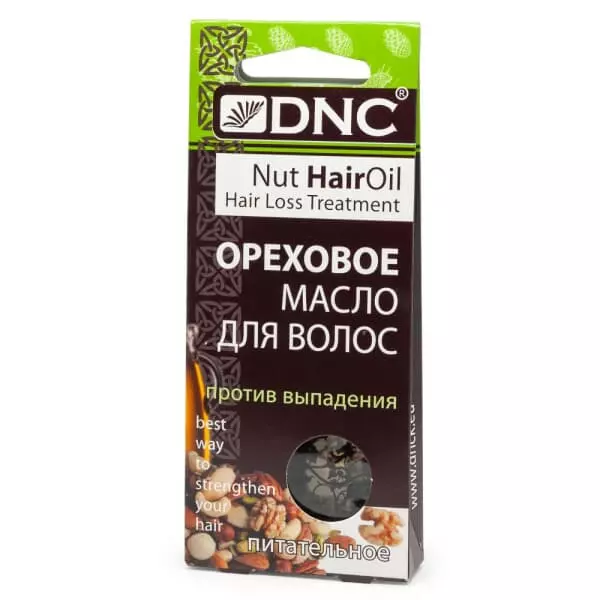 DNC®
Nut HairOil
Hair Loss Treatment
ОРЕХОВОЕ
МАСЛО
ДЛЯ ВОЛОС
против выпадения
best
way
to
strengthen
your
hair
питательное
www.dnck.eu